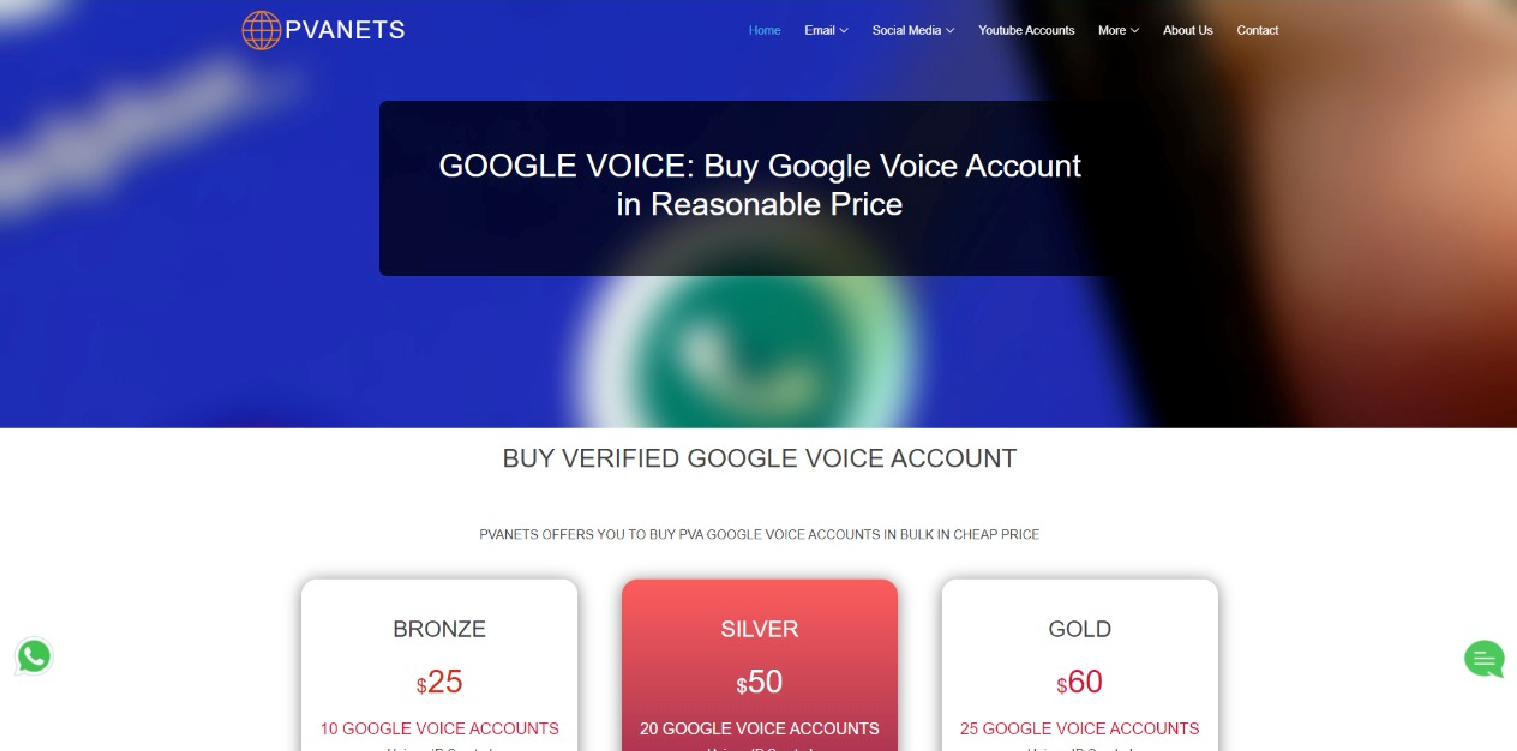 PVANETS
Home Email Social Media Youtube Accounts More About Us Contact
GOOGLE VOICE: Buy Google Voice Account
in Reasonable Price
BUY VERIFIED GOOGLE VOICE ACCOUNT
PVANETS OFFERS YOU TO BUY PVA GOOGLE VOICE ACCOUNTS IN BULK IN CHEAP PRICE
BRONZE
$25
10 GOOGLE VOICE ACCOUNTS
SILVER
$50
20 GOOGLE VOICE ACCOUNTS
GOLD
$60
25 GOOGLE VOICE ACCOUNTS